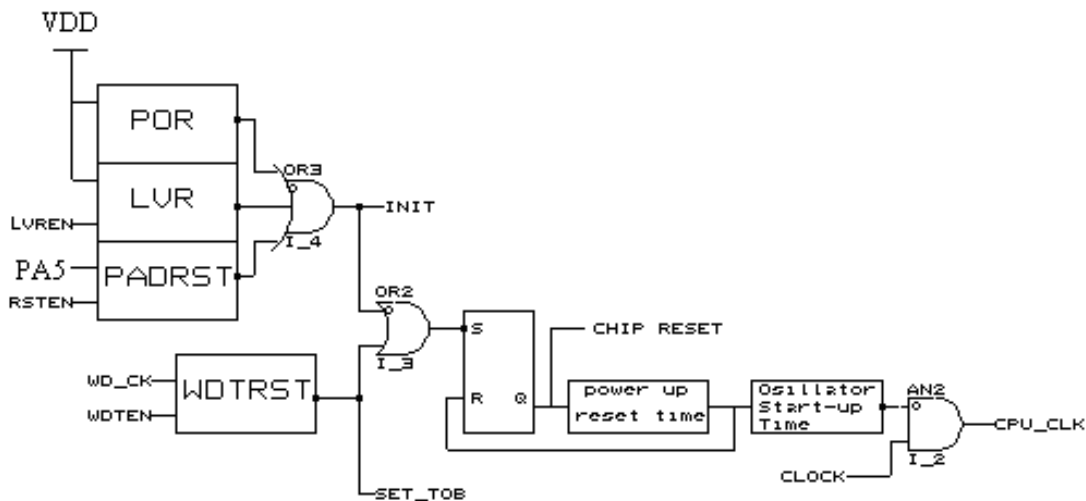 VDD
POR
OR3
LVR
LVREN
INIT
I_4
PA5
PADRST
RSTEN
OR2
S
CHIP RESET
I_3
WD_CK
WDTRST
WDTEN
R
Q
power up
reset time
Osillator
Start-up
Time
AN2
CPU_CLK
I_2
CLOCK
SET_TOB